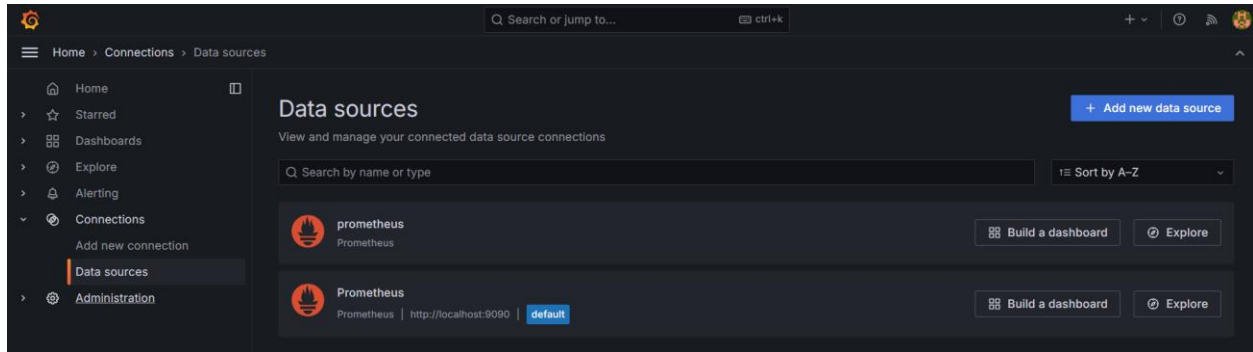 Search or jump to... ctrl+k
Home > Connections > Data sources
Home
Starred
Dashboards
Explore
Alerting
Connections
Add new connection
Data sources
Administration
Data sources
+ Add new data source
View and manage your connected data source connections
Search by name or type
Sort by A–Z
prometheus
Prometheus
Build a dashboard
Explore
Prometheus
Prometheus | http://localhost:9090 | default
Build a dashboard
Explore